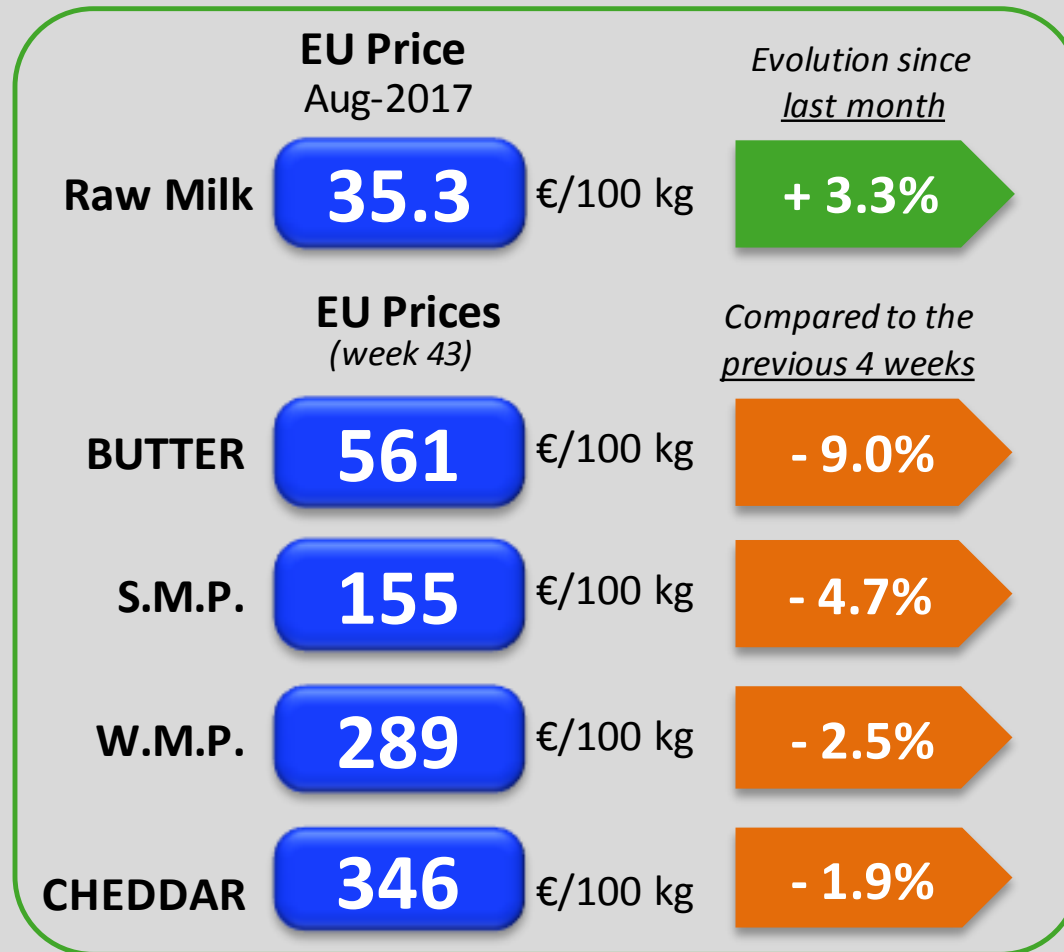 EU Price
Aug-2017
Evolution since
last month
Raw Milk 35.3 €/100 kg + 3.3%
EU Prices
(week 43)
Compared to the
previous 4 weeks
BUTTER 561 €/100 kg - 9.0%
S.M.P. 155 €/100 kg - 4.7%
W.M.P. 289 €/100 kg - 2.5%
CHEDDAR 346 €/100 kg - 1.9%